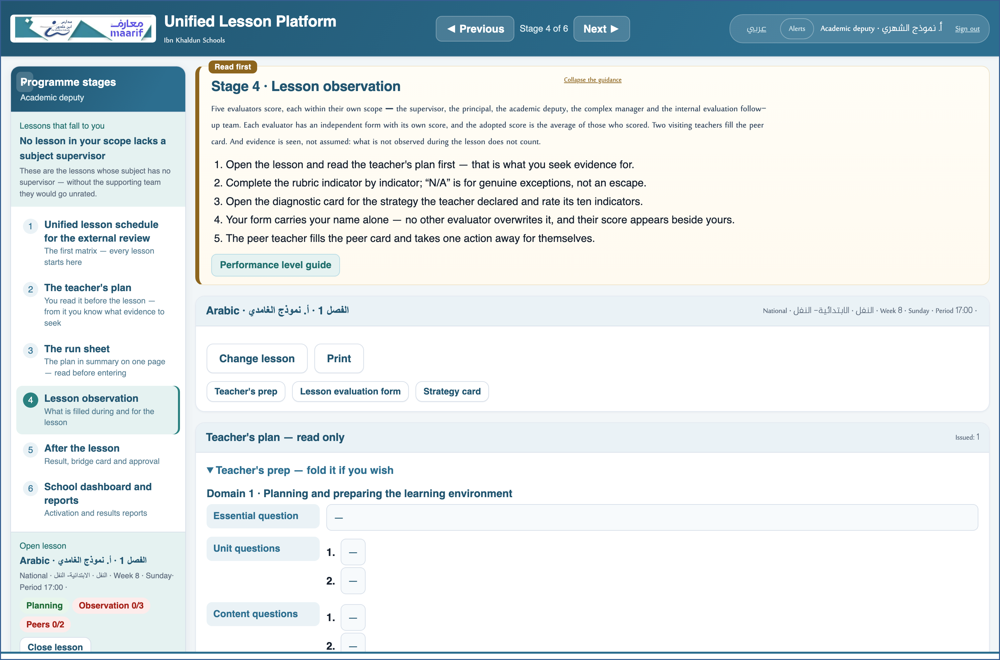 مدارس
ابن خلدون
Ibn Khaldun Schools
معارف
maarif
Unified Lesson Platform
Ibn Khaldun Schools
◀ Previous
Stage 4 of 6
Next ▶
عربي
Alerts
Academic deputy · أ. نموذج الشهري
Sign out
Programme stages
Academic deputy
Lessons that fall to you
No lesson in your scope lacks a
subject supervisor
These are the lessons whose subject has no
supervisor — without the supporting team
they would go unrated.
1
Unified lesson schedule
for the external review
The first matrix — every lesson
starts here
2
The teacher's plan
You read it before the lesson —
from it you know what evidence to
seek
3
The run sheet
The plan in summary on one page
— read before entering
4
Lesson observation
What is filled during and for the
lesson
5
After the lesson
Result, bridge card and approval
6
School dashboard and
reports
Activation and results reports
Open lesson
Arabic · الفصل 1 · أ. نموذج الغامدي
National · النفل · الابتدائية- النفل · Week 8 · Sunday·
Period 17:00 ·
Planning
Observation 0/3
Peers 0/2
Close lesson
Read first
Stage 4 · Lesson observation
Collapse the guidance
Five evaluators score, each within their own scope — the supervisor, the principal, the academic deputy, the complex manager and the internal evaluation follow-
up team. Each evaluator has an independent form with its own score, and the adopted score is the average of those who scored. Two visiting teachers fill the peer
card. And evidence is seen, not assumed: what is not observed during the lesson does not count.
1. Open the lesson and read the teacher's plan first — that is what you seek evidence for.
2. Complete the rubric indicator by indicator; “N/A” is for genuine exceptions, not an escape.
3. Open the diagnostic card for the strategy the teacher declared and rate its ten indicators.
4. Your form carries your name alone — no other evaluator overwrites it, and their score appears beside yours.
5. The peer teacher fills the peer card and takes one action away for themselves.
Performance level guide
Arabic · الفصل 1 · أ. نموذج الغامدي
National · النفل · الابتدائية- النفل · Week 8 · Sunday · Period 17:00 ·
Change lesson
Print
Teacher's prep
Lesson evaluation form
Strategy card
Teacher's plan — read only
Issued: 1
▼ Teacher's prep — fold it if you wish
Domain 1 · Planning and preparing the learning environment
Essential question
—
Unit questions
1. —
2. —
Content questions
1. —
2. —